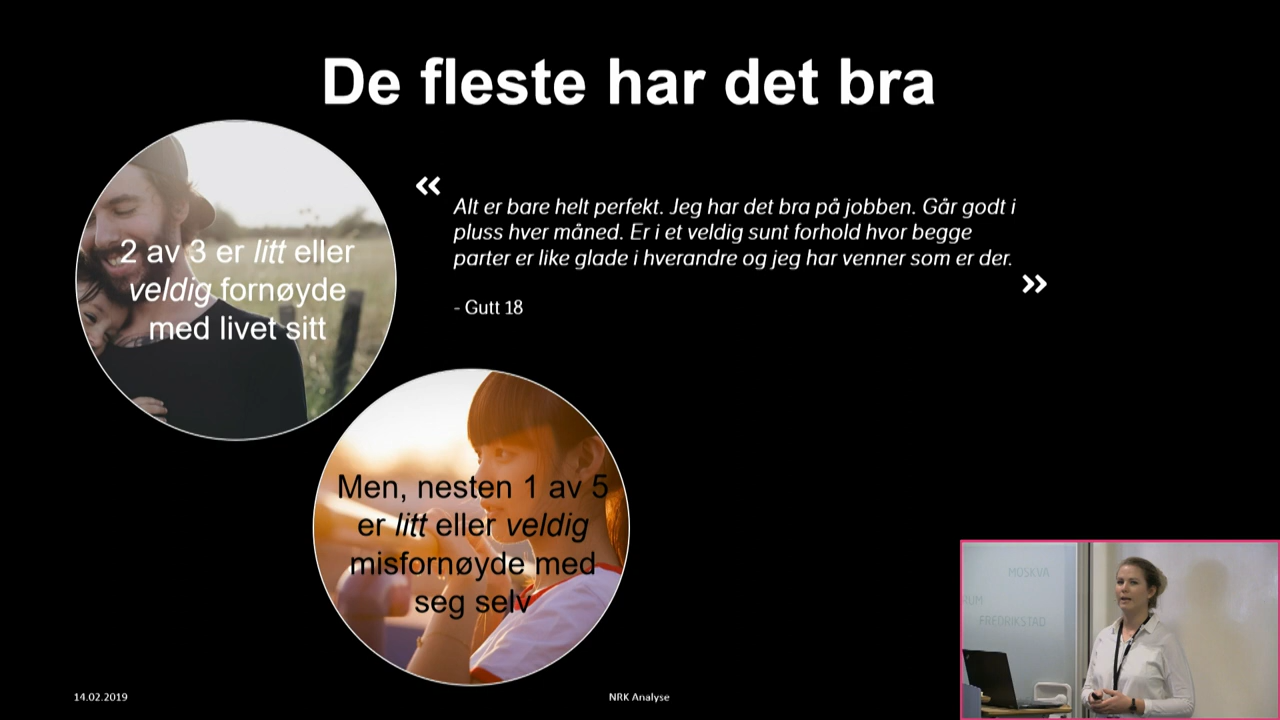 De fleste har det bra
2 av 3 er litt eller
veldig fornøyde
med livet sitt
«
Alt er bare helt perfekt. Jeg har det bra på jobben. Går godt i
pluss hver måned. Er i et veldig sunt forhold hvor begge
parter er like glade i hverandre og jeg har venner som er der.
»
- Gutt 18
Men, nesten 1 av 5
er litt eller veldig
misfornøyde med
seg selv
MOSKVA
FREDRIKSTAD
14.02.2019
NRK Analyse